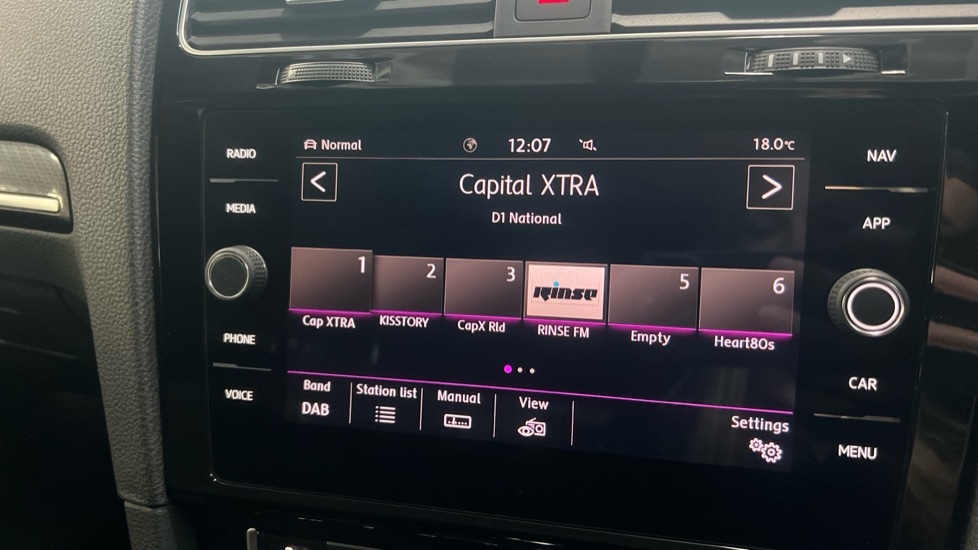 RADIO
MEDIA
PHONE
VOICE
Normal
12:07
18.0°C
<
Capital XTRA
>
D1 National
1
2
3
rinse
5
6
Cap XTRA
KISSTORY
CapX Rld
RINSE FM
Empty
Heart80s
Band
DAB
Station list
Manual
View
Settings
NAV
APP
CAR
MENU